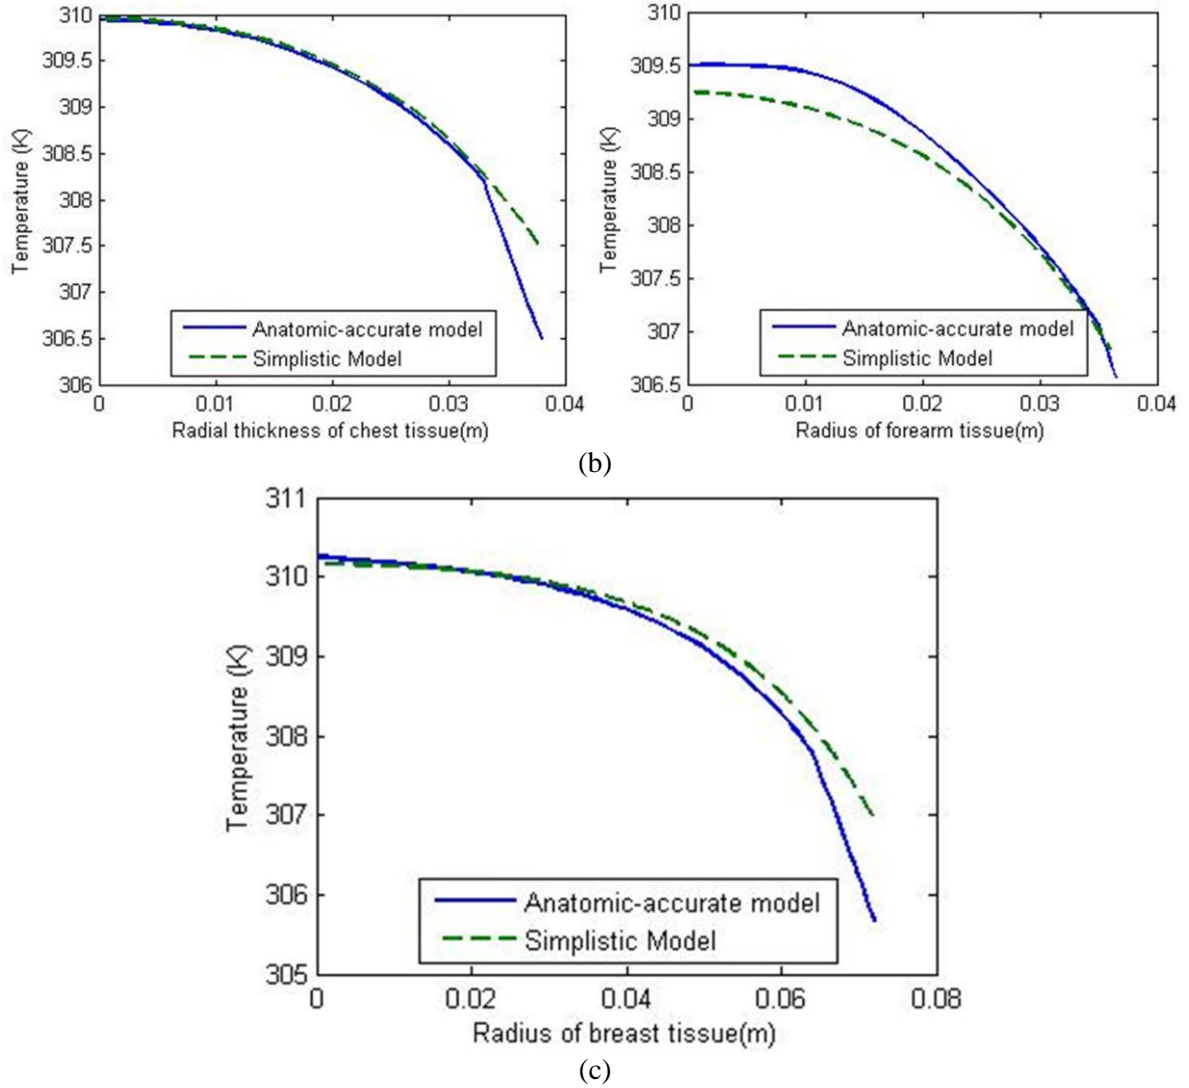 310
309.5
309
308.5
308
307.5
307
306.5
306
Temperature (K)
0 0.01 0.02 0.03 0.04
Radial thickness of chest tissue(m)
Anatomic-accurate model
Simplistic Model
310
309.5
309
308.5
308
307.5
307
306.5
Temperature (K)
0 0.01 0.02 0.03 0.04
Radius of forearm tissue(m)
Anatomic-accurate model
Simplistic Model
(b)
311
310
309
308
307
306
305
Temperature (K)
0 0.02 0.04 0.06 0.08
Radius of breast tissue(m)
Anatomic-accurate model
Simplistic Model
(c)